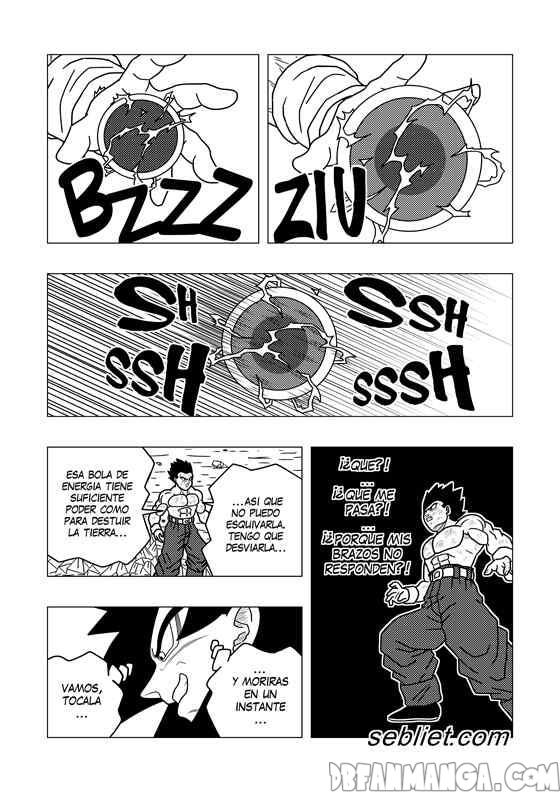 BZZZ
ZIU
SH
SSH
SSH
SSSH
ESA BOLA DE
ENERGIA TIENE
SUFICIENTE
PODER COMO
PARA DESTUIR
LA TIERRA...
...ASI QUE
NO PUEDO
ESQUIVARLA.
TENGO QUE
DESVIARLA...
¡¿QUE?!
...
¡¿QUE ME
PASA?!
...
¡¿PORQUE MIS
BRAZOS NO
RESPONDEN?!
VAMOS,
TOCALA
...
...
Y MORIRAS
EN UN
INSTANTE
...
sebliet.com
DBFANMANGA.COM